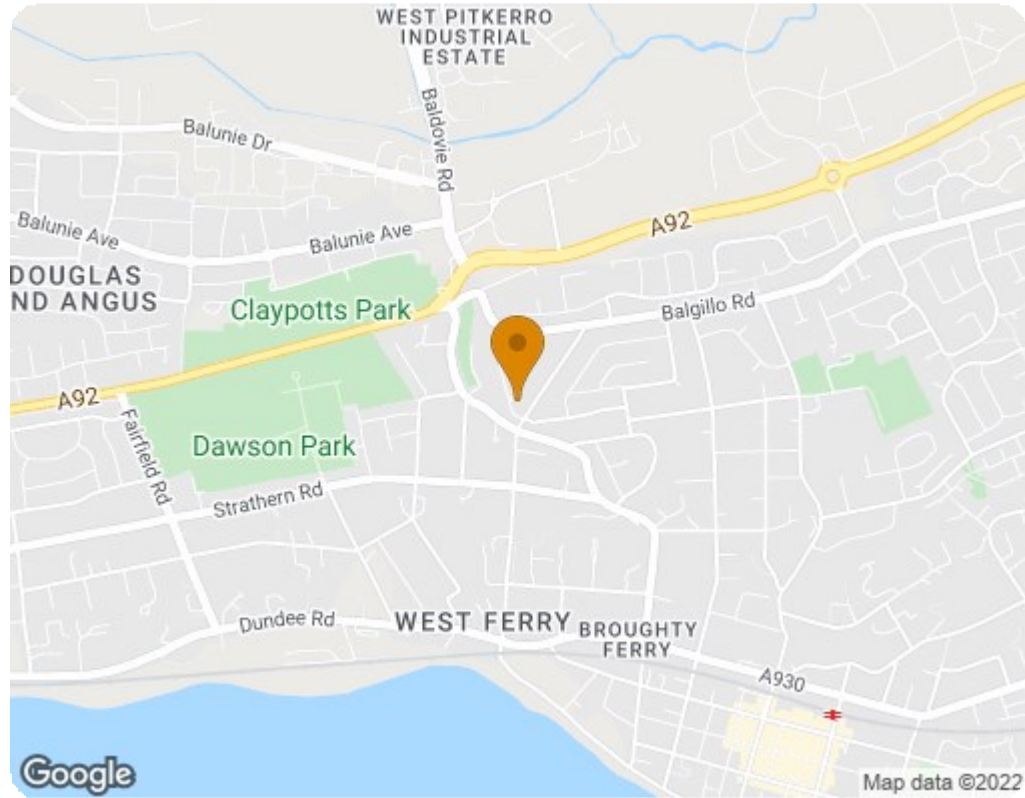 WEST PITKERRO
INDUSTRIAL
ESTATE
Baldovie Rd
Balunie Dr
Balunie Ave
Balunie Ave
A92
DOUGLAS
ND ANGUS
Claypotts Park
Balgillo Rd
A92
Fairfield Rd
Dawson Park
Strathern Rd
Dundee Rd
WEST FERRY
BROUGHTY
FERRY
A930
Google
Map data ©2022